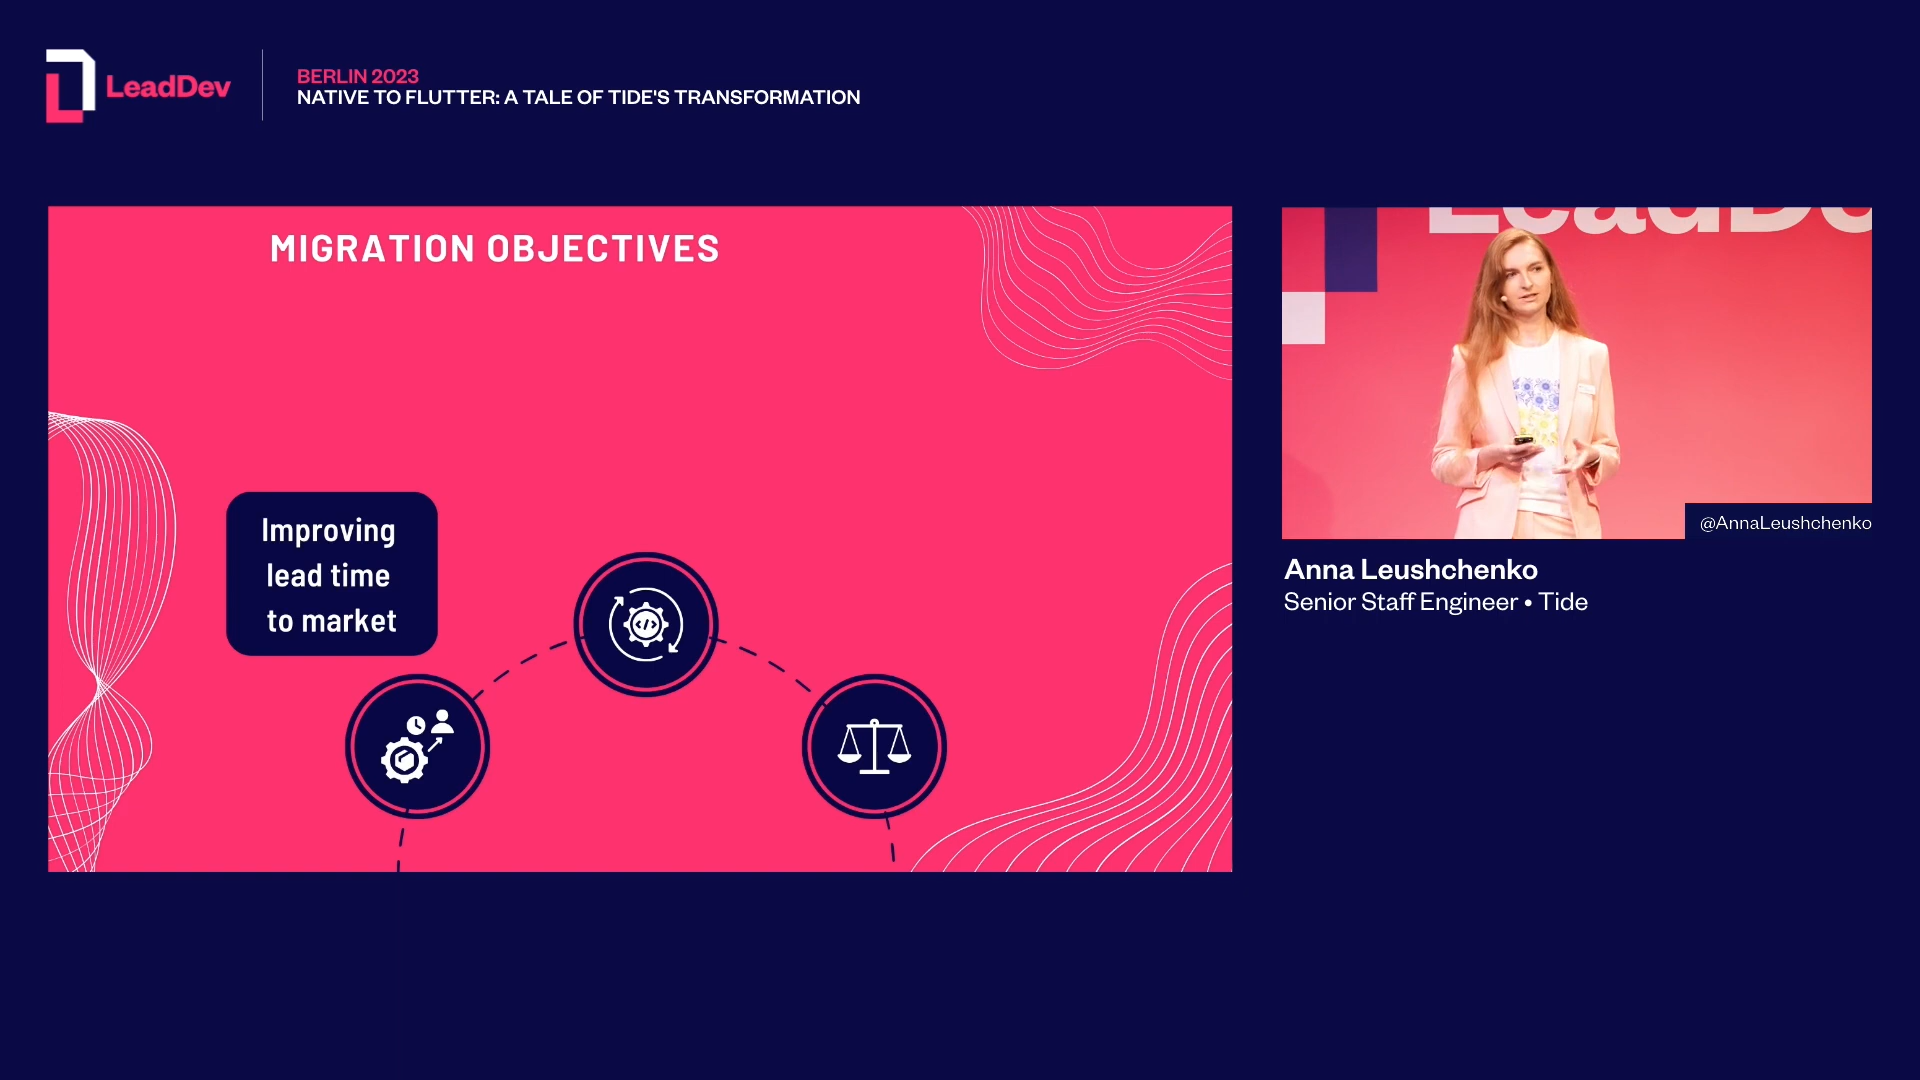 LeadDev
BERLIN 2023
NATIVE TO FLUTTER: A TALE OF TIDE'S TRANSFORMATION
MIGRATION OBJECTIVES
Improving
lead time
to market
LeadDe
@AnnaLeushchenko
Anna Leushchenko
Senior Staff Engineer • Tide